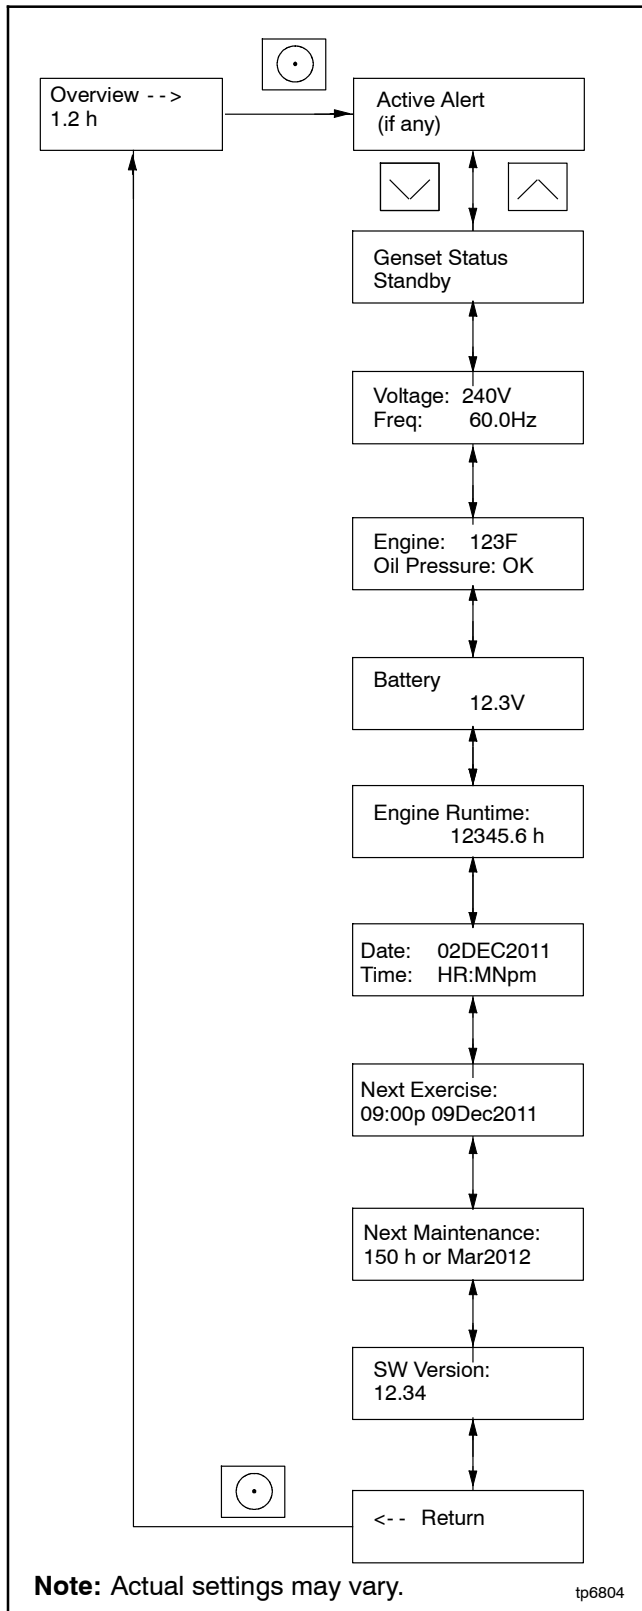 Overview - ->
1.2 h
Active Alert
(if any)
Genset Status
Standby
Voltage: 240V
Freq: 60.0Hz
Engine: 123F
Oil Pressure: OK
Battery
12.3V
Engine Runtime:
12345.6 h
Date: 02DEC2011
Time: HR:MNpm
Next Exercise:
09:00p 09Dec2011
Next Maintenance:
150 h or Mar2012
SW Version:
12.34
<- - Return
Note: Actual settings may vary.
tp6804